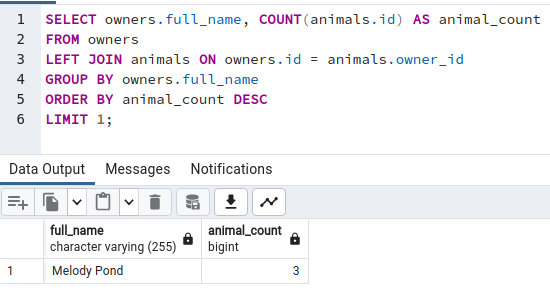 1 SELECT owners.full_name, COUNT(animals.id) AS animal_count
2 FROM owners
3 LEFT JOIN animals ON owners.id = animals.owner_id
4 GROUP BY owners.full_name
5 ORDER BY animal_count DESC
6 LIMIT 1;
Data Output Messages Notifications
full_name animal_count
character varying (255) bigint
1 Melody Pond 3